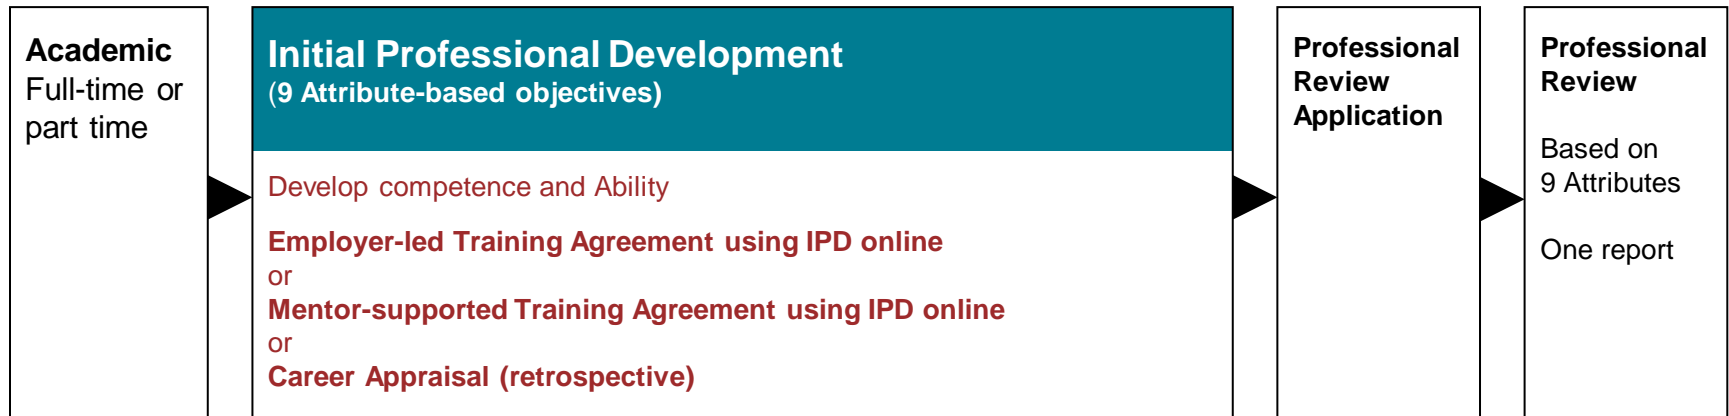 Academic
Full-time or
part time
Initial Professional Development
(9 Attribute-based objectives)
Develop competence and Ability
Employer-led Training Agreement using IPD online
or
Mentor-supported Training Agreement using IPD online
or
Career Appraisal (retrospective)
Professional
Review
Application
Professional
Review
Based on
9 Attributes
One report